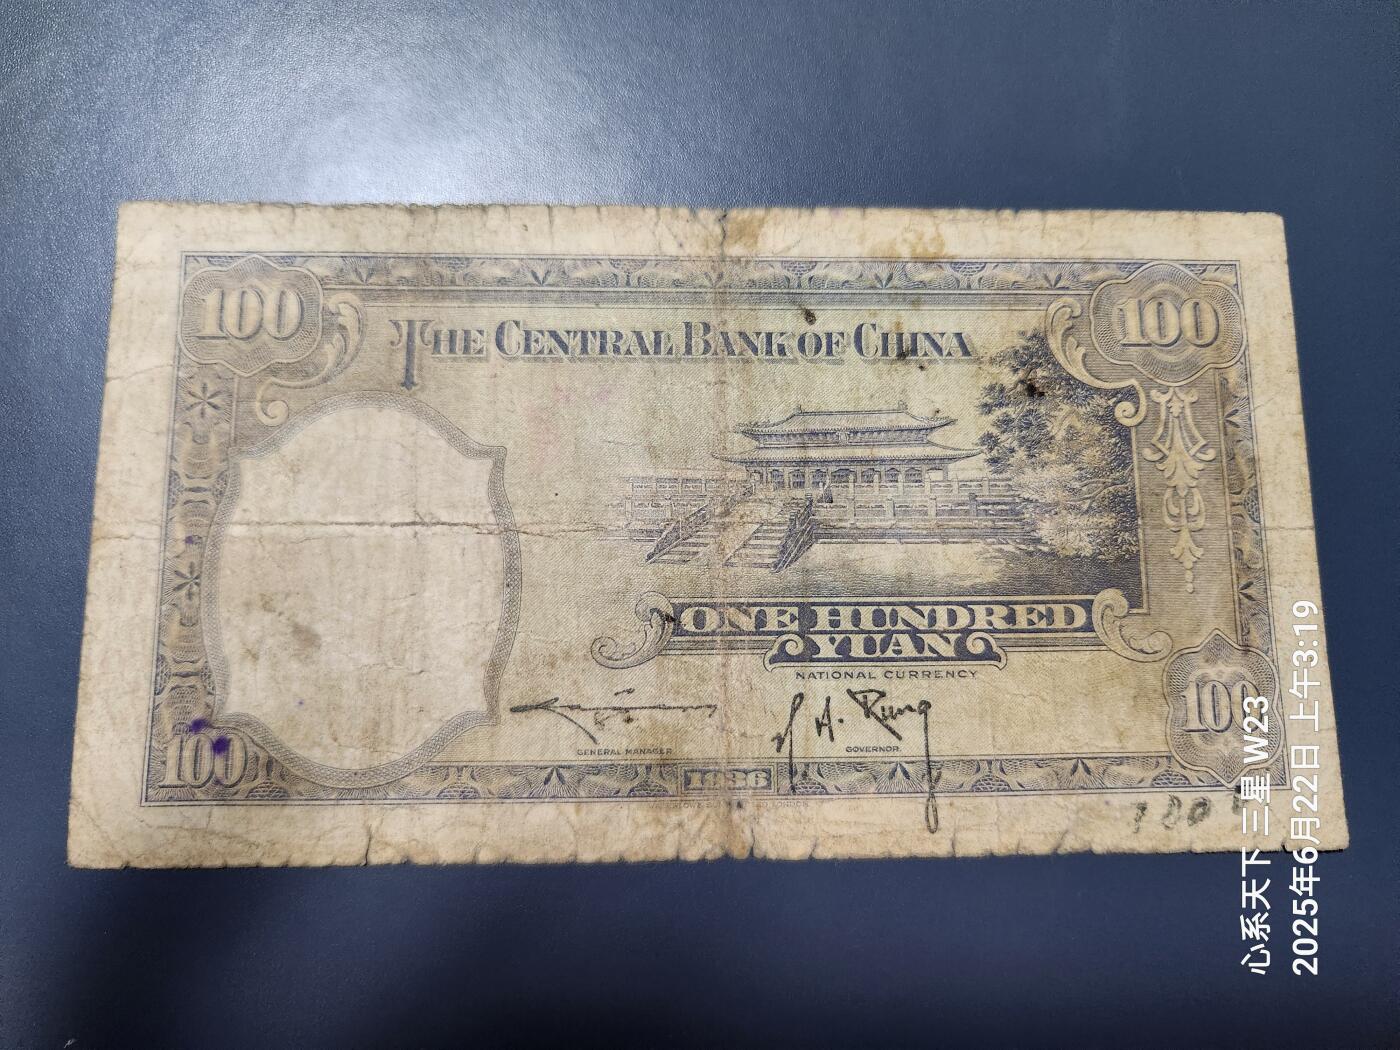 100
100
THE CENTRAL BANK OF CHINA
ONE HUNDRED
YUAN
NATIONAL CURRENCY
H. Kung
GENERAL MANAGER
GOVERNOR
100
100
1936
心系天下 三星 W23
2025年6月22日 上午3:19